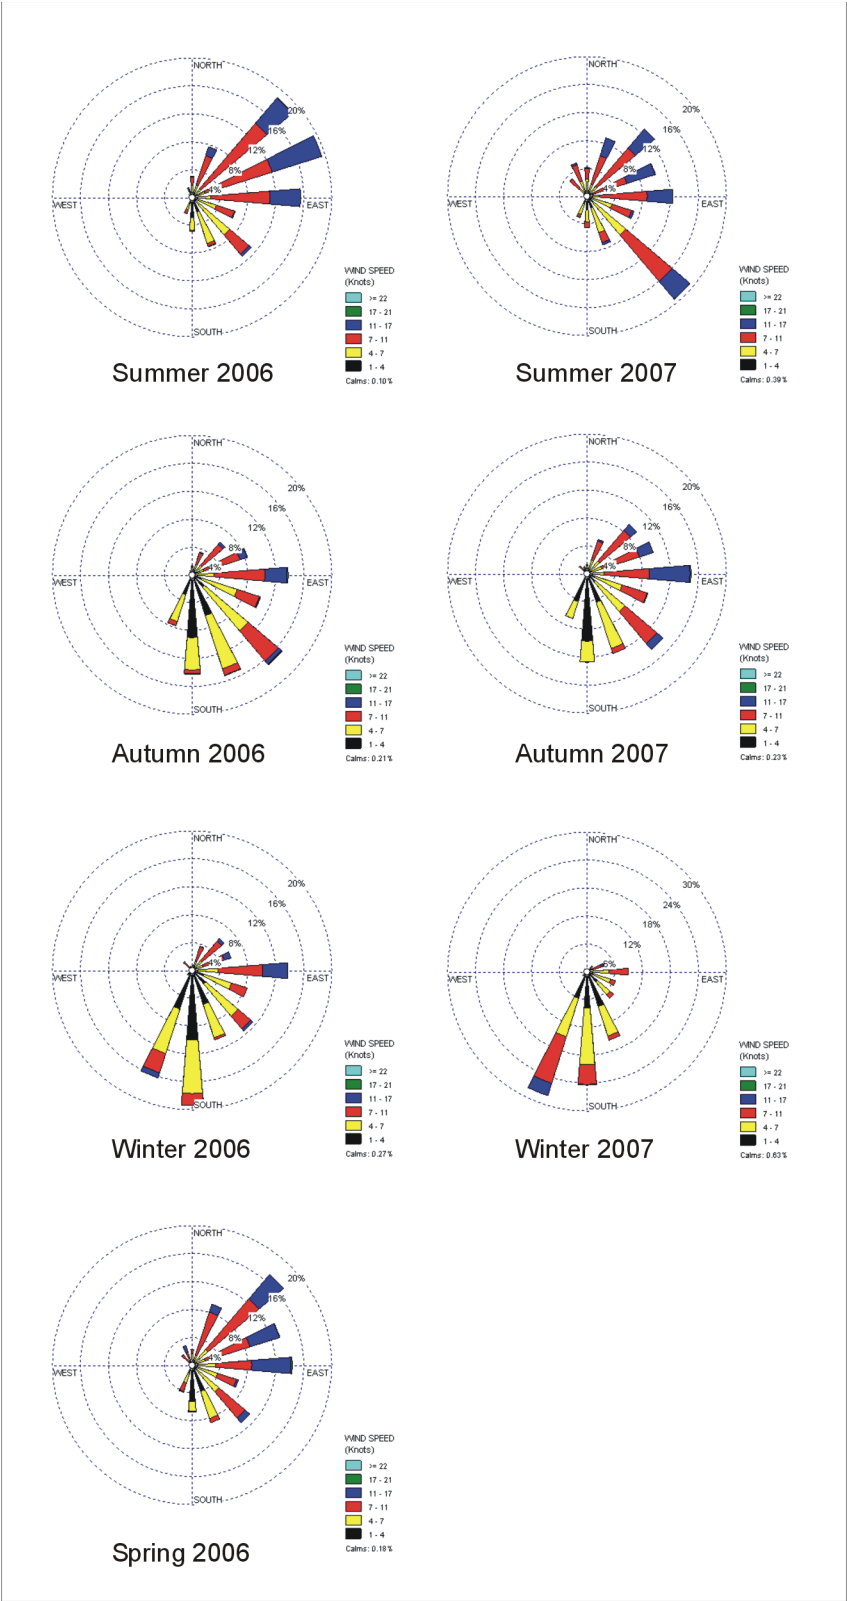 NORTH
20%
16%
12%
8%
4%
WEST
EAST
SOUTH
WIND SPEED
(Knots)
>= 22
17 - 21
11 - 17
7 - 11
4 - 7
1 - 4
Calms: 0.10%
Summer 2006
NORTH
20%
16%
12%
8%
4%
WEST
EAST
SOUTH
WIND SPEED
(Knots)
>= 22
17 - 21
11 - 17
7 - 11
4 - 7
1 - 4
Calms: 0.39%
Summer 2007
NORTH
20%
16%
12%
8%
4%
WEST
EAST
SOUTH
WIND SPEED
(Knots)
>= 22
17 - 21
11 - 17
7 - 11
4 - 7
1 - 4
Calms: 0.21%
Autumn 2006
NORTH
20%
16%
12%
8%
4%
WEST
EAST
SOUTH
WIND SPEED
(Knots)
>= 22
17 - 21
11 - 17
7 - 11
4 - 7
1 - 4
Calms: 0.23%
Autumn 2007
NORTH
20%
16%
12%
8%
4%
WEST
EAST
SOUTH
WIND SPEED
(Knots)
>= 22
17 - 21
11 - 17
7 - 11
4 - 7
1 - 4
Calms: 0.27%
Winter 2006
NORTH
30%
24%
18%
12%
6%
WEST
EAST
SOUTH
WIND SPEED
(Knots)
>= 22
17 - 21
11 - 17
7 - 11
4 - 7
1 - 4
Calms: 0.63%
Winter 2007
NORTH
20%
16%
12%
8%
4%
WEST
EAST
SOUTH
WIND SPEED
(Knots)
>= 22
17 - 21
11 - 17
7 - 11
4 - 7
1 - 4
Calms: 0.18%
Spring 2006